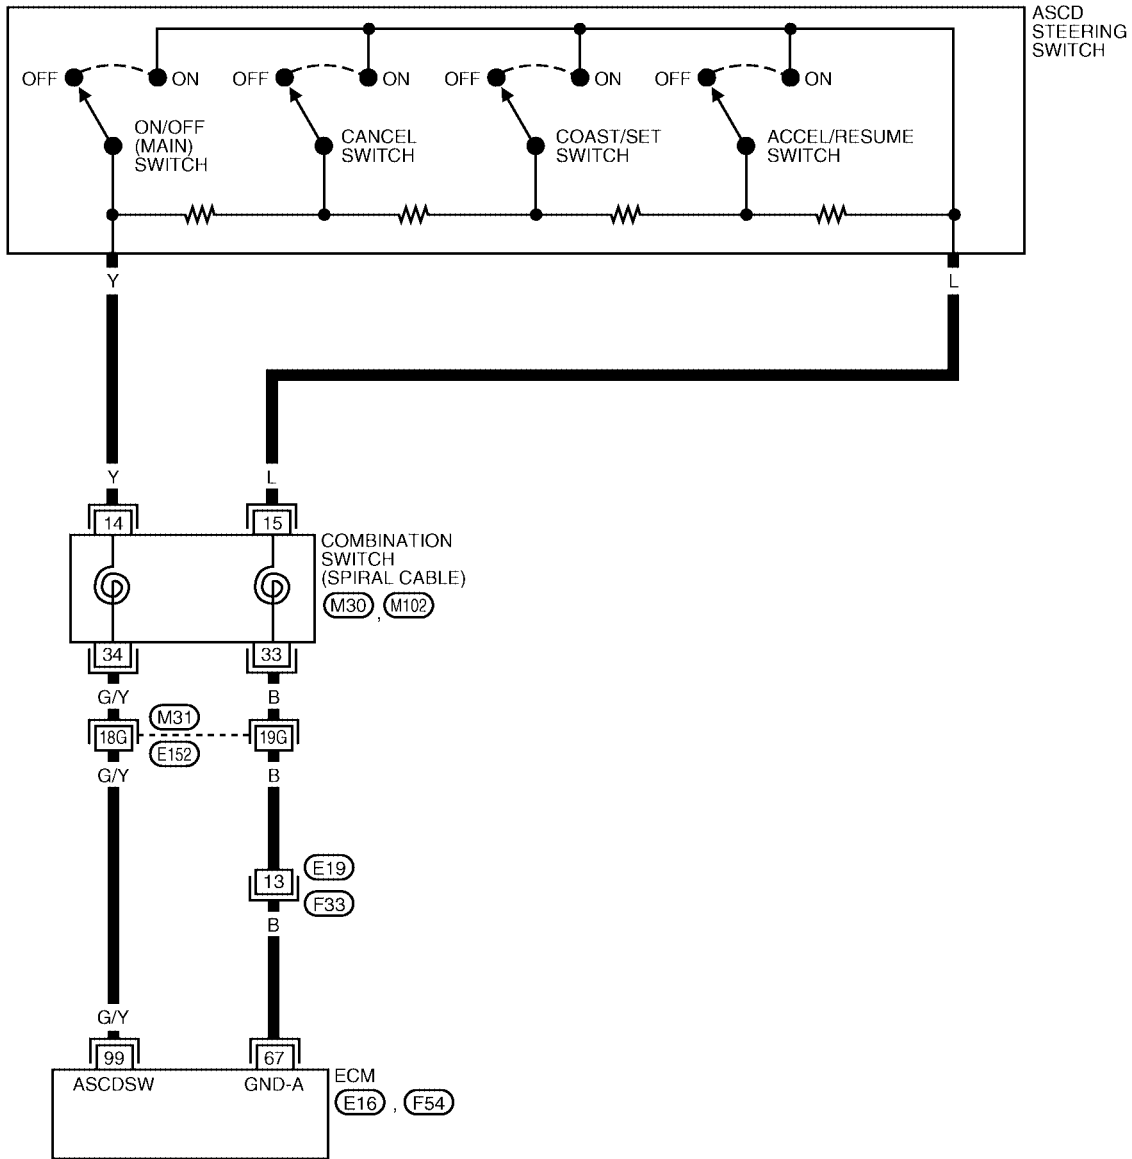 ASCD
STEERING
SWITCH
OFF
ON
OFF
ON
OFF
ON
OFF
ON
ON/OFF
(MAIN)
SWITCH
CANCEL
SWITCH
COAST/SET
SWITCH
ACCEL/RESUME
SWITCH
Y
L
Y
L
14
15
COMBINATION
SWITCH
(SPIRAL CABLE)
M30 , M102
34
33
G/Y
B
18G
M31
E152
19G
G/Y
B
13
E19
F33
B
G/Y
99
67
ASCDSW
GND-A
ECM
E16 , F54